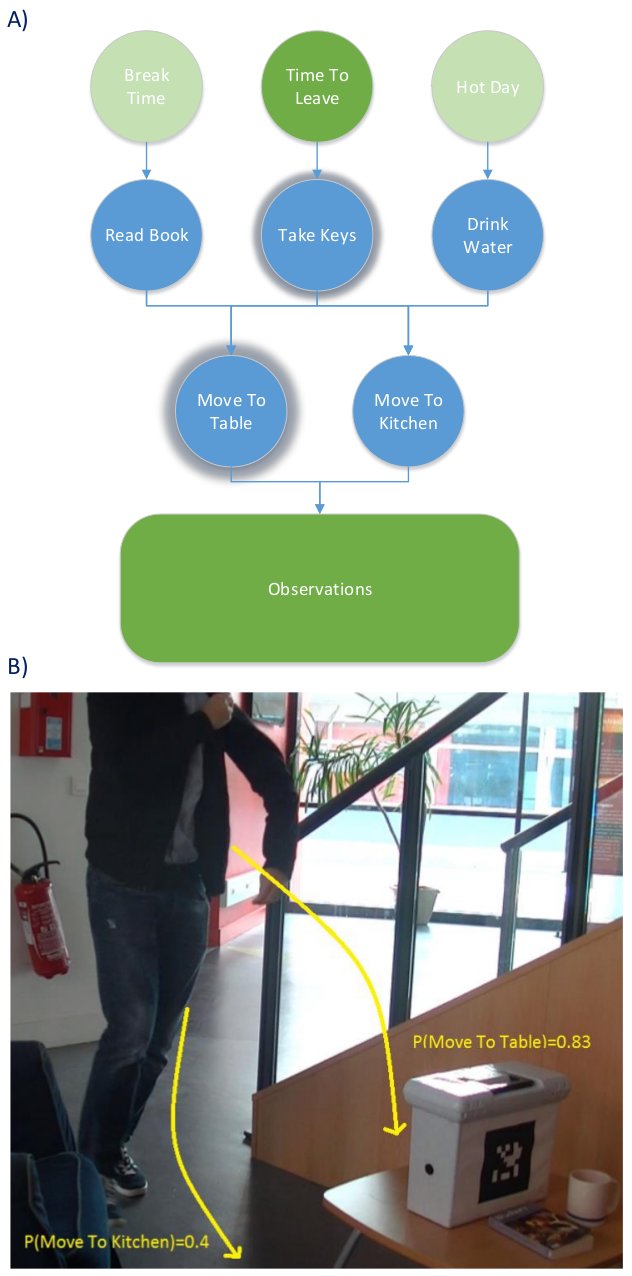 A)
Break
Time
Time To
Leave
Hot Day
Read Book
Take Keys
Drink
Water
Move To
Table
Move To
Kitchen
Observations
B)
P(Move To Table)=0.83
P(Move To Kitchen)=0.4